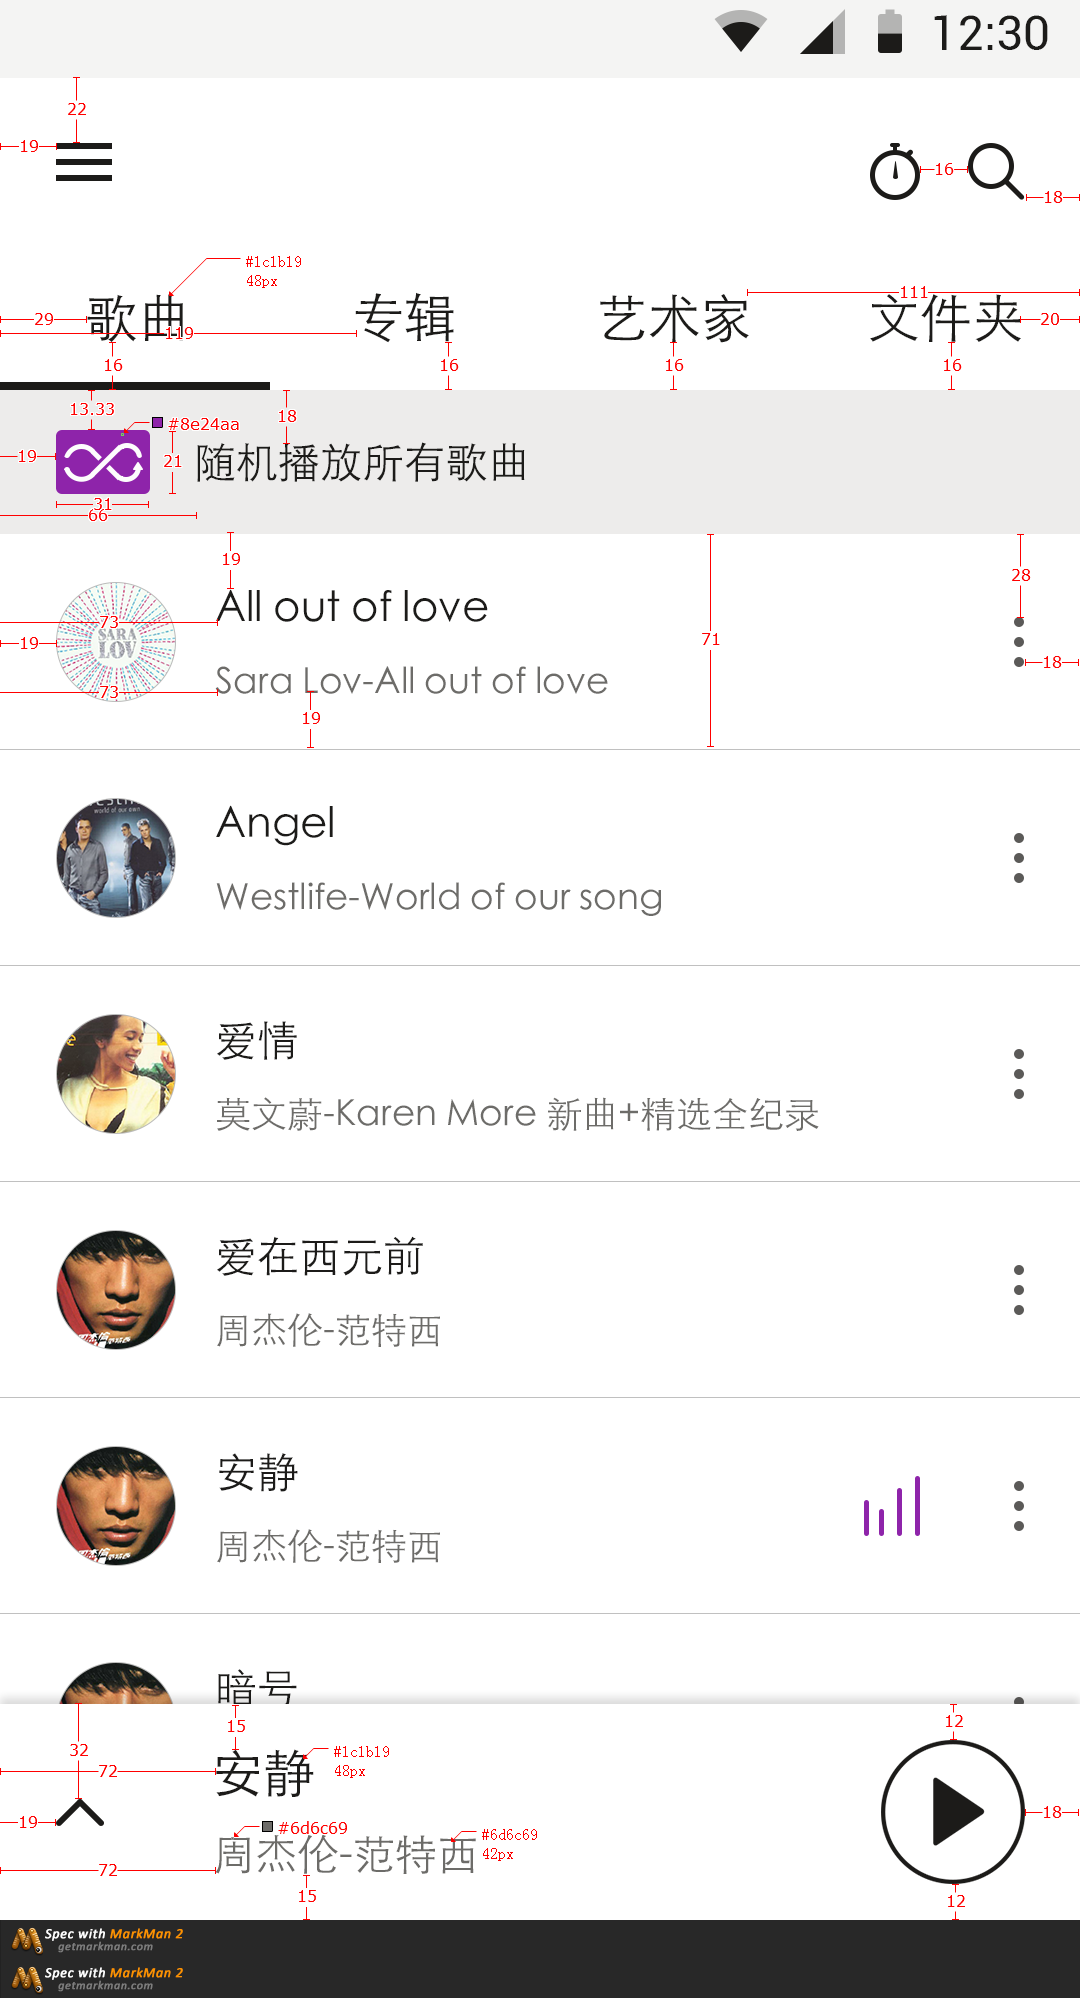 12:30
22
19
16
18
#1c1b19
48px
111
歌曲 专辑 艺术家 文件夹
29
119
20
16 16 16 16
13.33
18
#8e24aa
19
21
随机播放所有歌曲
31
66
19
28
All out of love
73
SARA
LOV
19
71
18
Sara Lov-All out of love
73
19
world of our own
Angel
Westlife-World of our song
爱情
莫文蔚-Karen More 新曲+精选全纪录
爱在西元前
周杰伦-范特西
安静
周杰伦-范特西
暗号
15
12
32
#1c1b19
48px
安静
72
19
18
#6d6c69
#6d6c69
42px
周杰伦-范特西
72
15
12
Spec with MarkMan 2
getmarkman.com
Spec with MarkMan 2
getmarkman.com